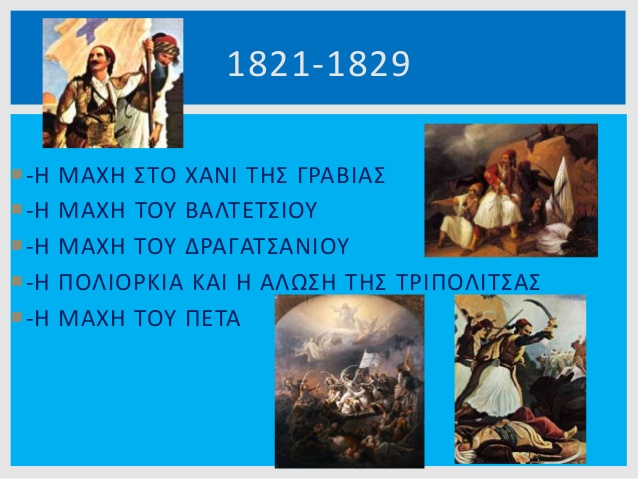 1821-1829
-Η ΜΑΧΗ ΣΤΟ ΧΑΝΙ ΤΗΣ ΓΡΑΒΙΑΣ
-Η ΜΑΧΗ ΤΟΥ ΒΑΛΤΕΤΣΙΟΥ
-Η ΜΑΧΗ ΤΟΥ ΔΡΑΓΑΤΣΑΝΙΟΥ
-Η ΠΟΛΙΟΡΚΙΑ ΚΑΙ Η ΑΛΩΣΗ ΤΗΣ ΤΡΙΠΟΛΙΤΣΑΣ
-Η ΜΑΧΗ ΤΟΥ ΠΕΤΑ